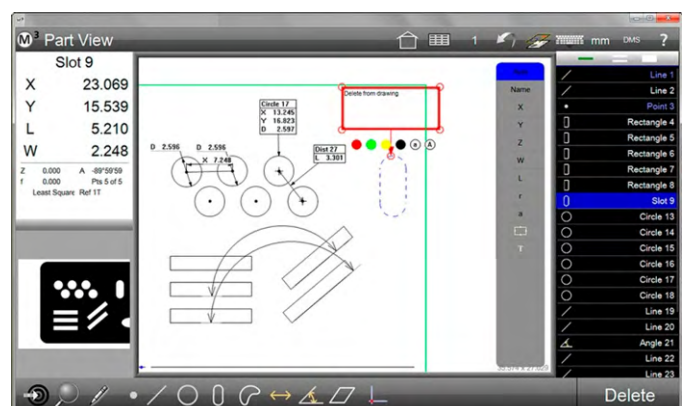 M3 Part View
1
mm
DMS
?
Slot 9
X 23.069
Y 15.539
L 5.210
W 2.248
Z 0.000 A -89°59'59
f 0.000 Pts 5 of 5
Least Square Ref 1T
Delete from drawing
Circle 17
X 13.245
Y 16.823
D 2.597
D 2.596 D 2.596
X 7.248
Dist 27
L 3.301
a A
Name
X
Y
Z
W
L
r
a
T
Line 1
Line 2
Point 3
Rectangle 4
Rectangle 5
Rectangle 6
Rectangle 7
Rectangle 8
Slot 9
Circle 13
Circle 14
Circle 15
Circle 16
Circle 17
Circle 18
Line 19
Line 20
Angle 21
Line 22
Line 23
Delete